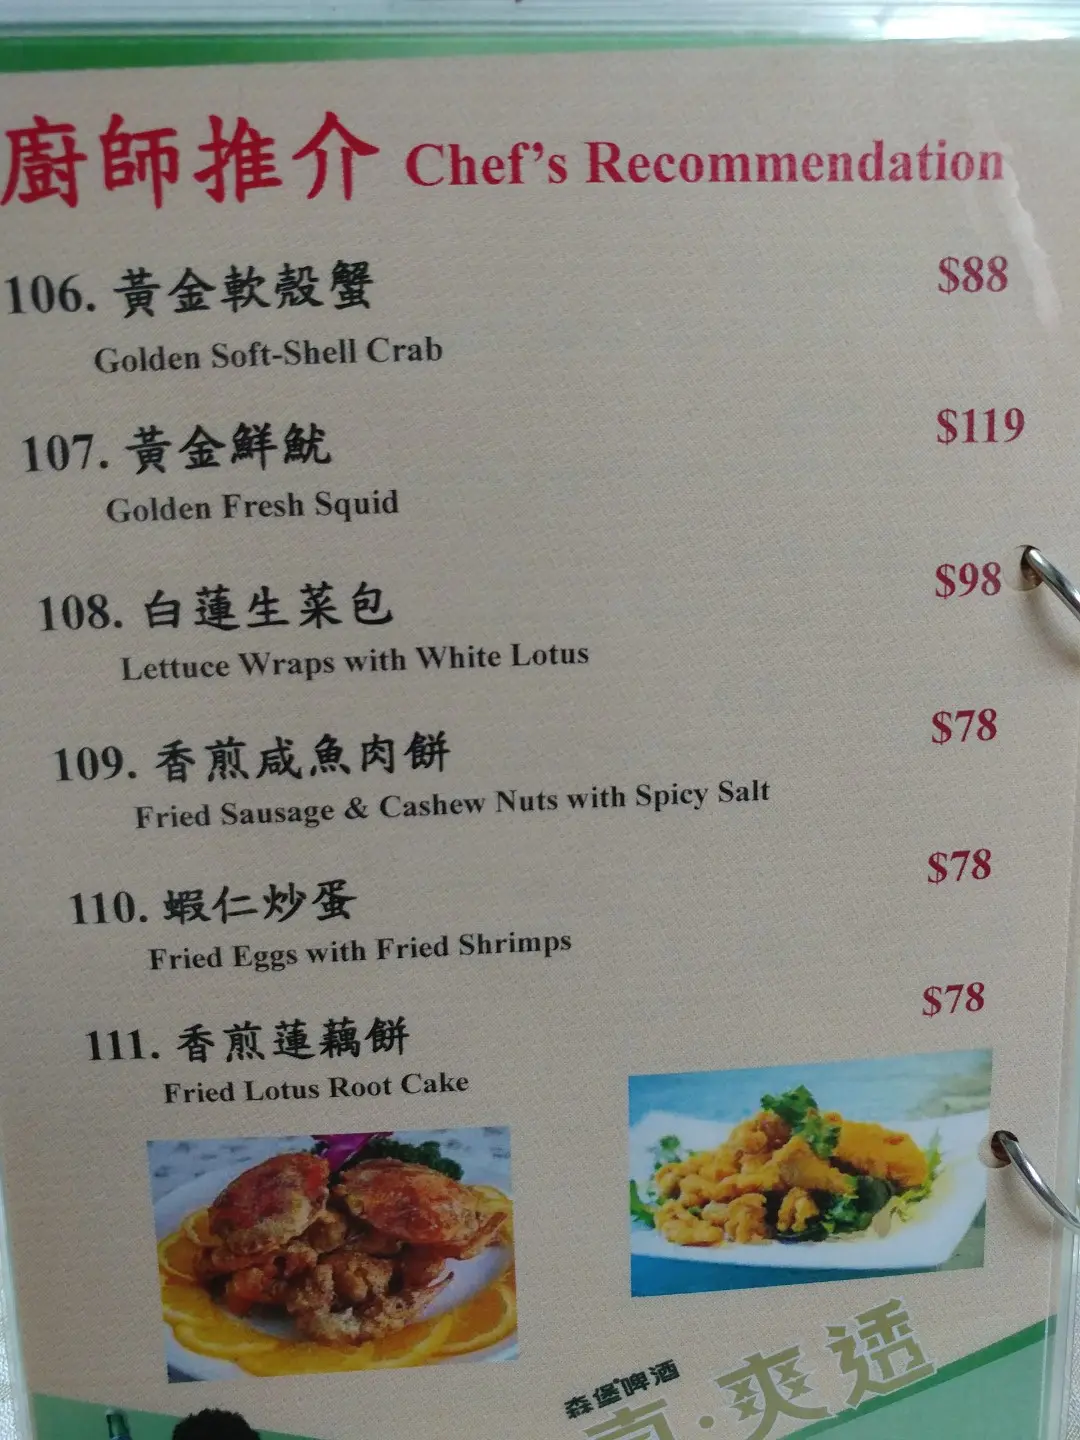 廚師推介 Chef's Recommendation
106. 黃金軟殼蟹 $88
Golden Soft-Shell Crab
107. 黃金鮮魷 $119
Golden Fresh Squid
108. 白蓮生菜包 $98
Lettuce Wraps with White Lotus
109. 香煎咸魚肉餅 $78
Fried Sausage & Cashew Nuts with Spicy Salt
110. 蝦仁炒蛋 $78
Fried Eggs with Fried Shrimps
111. 香煎蓮藕餅 $78
Fried Lotus Root Cake
森堡啤酒
爽透